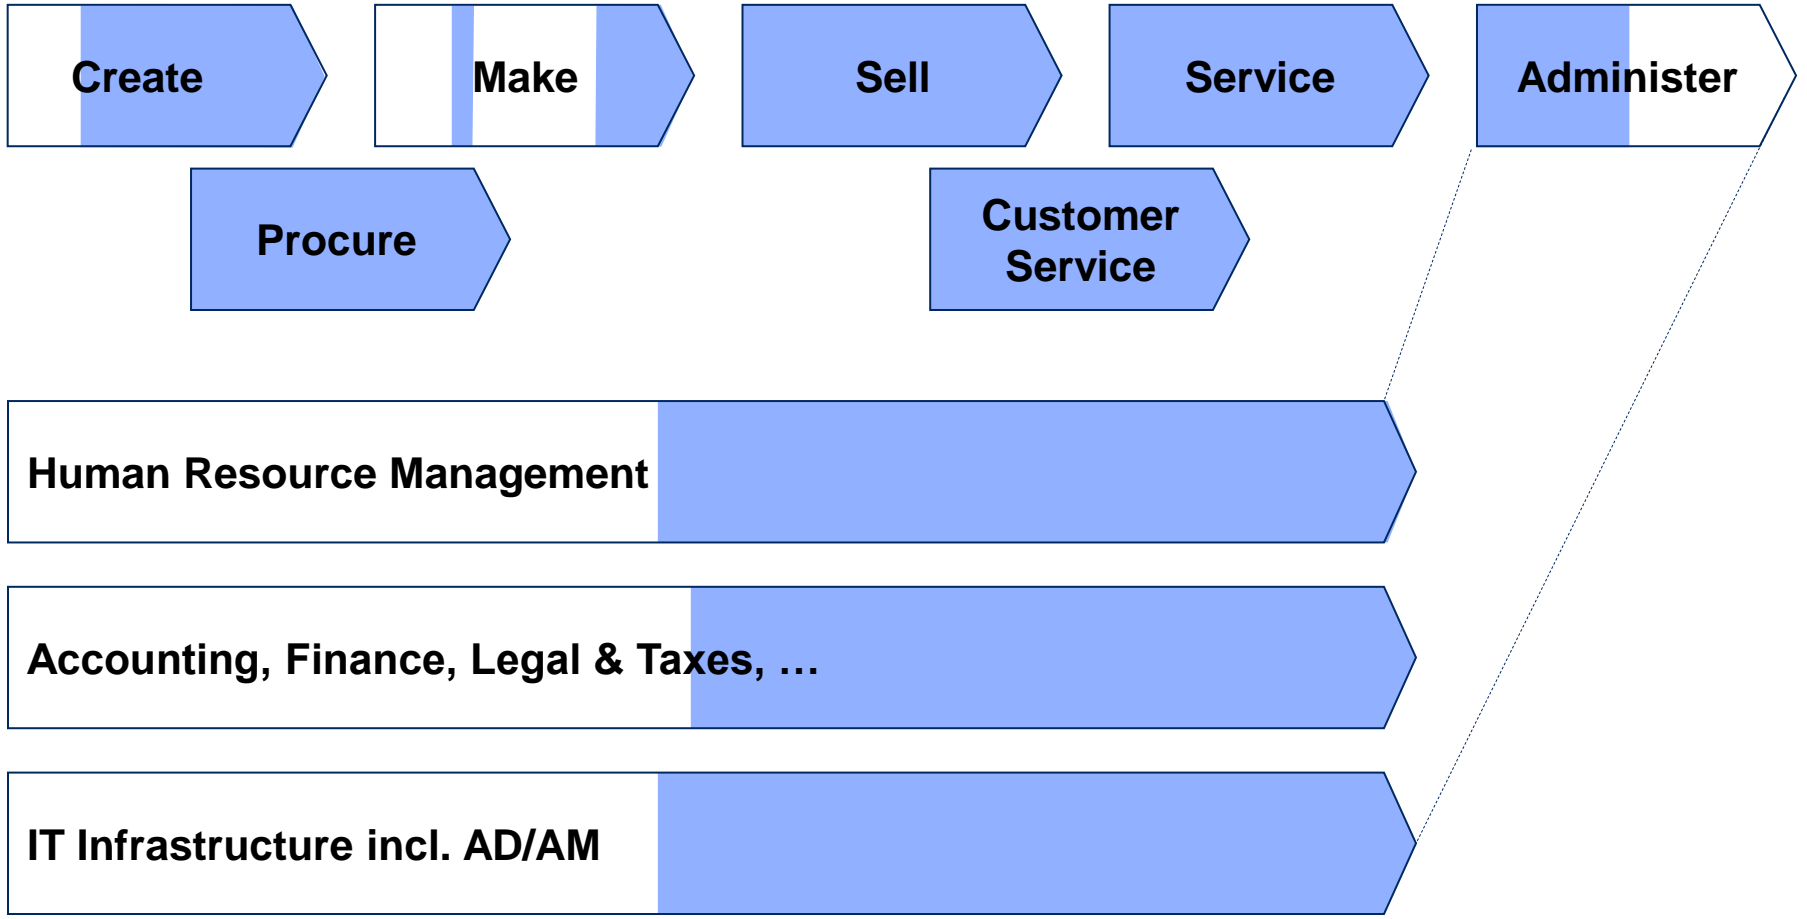 Create
Make
Sell
Service
Administer
Procure
Customer
Service
Human Resource Management
Accounting, Finance, Legal & Taxes, …
IT Infrastructure incl. AD/AM